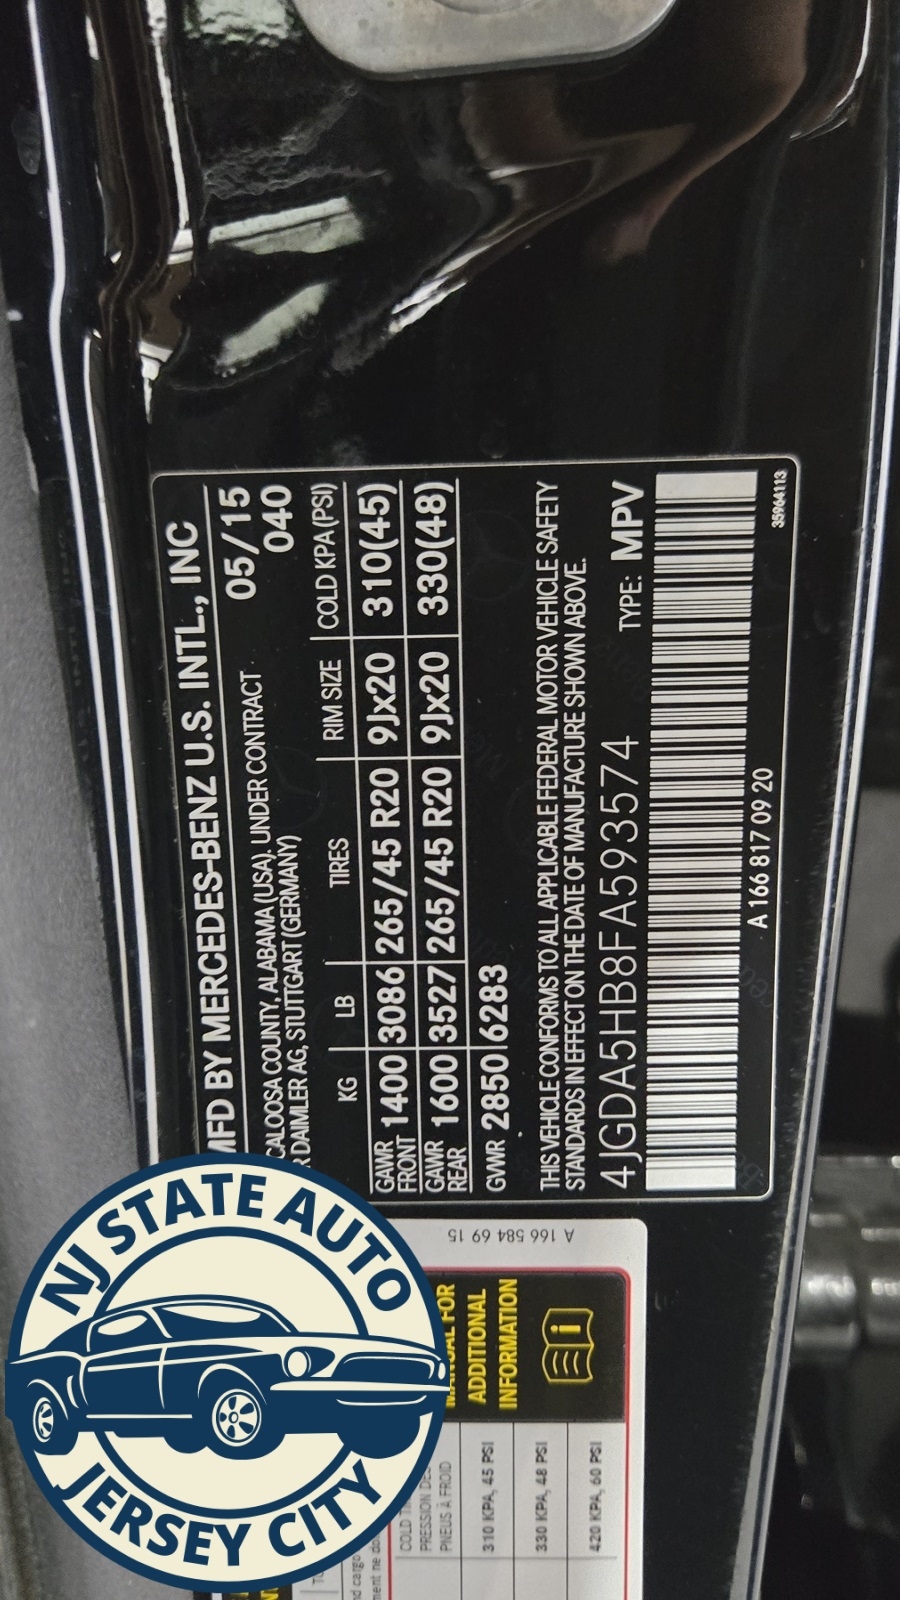 MFD BY MERCEDES-BENZ U.S. INTL., INC
CALOOSA COUNTY, ALABAMA (USA). UNDER CONTRACT 05/15
DAIMLER AG, STUTTGART (GERMANY) 040
KG LB TIRES RIM SIZE COLD KPA(PSI)
GAWR FRONT 1400 3086 265/45 R20 9Jx20 310(45)
GAWR REAR 1600 3527 265/45 R20 9Jx20 330(48)
GVWR 2850 6283
THIS VEHICLE CONFORMS TO ALL APPLICABLE FEDERAL MOTOR VEHICLE SAFETY
STANDARDS IN EFFECT ON THE DATE OF MANUFACTURE SHOWN ABOVE.
4JGDA5HB8FA593574 TYPE: MPV
A 166 817 09 20
35964113
A 166 584 69 15
FOR
ADDITIONAL
INFORMATION
COLD
PRESSION
PNEUS À FROID
310 KPA, 45 PSI
330 KPA, 48 PSI
420 KPA, 60 PSI
NJ STATE AUTO
JERSEY CITY